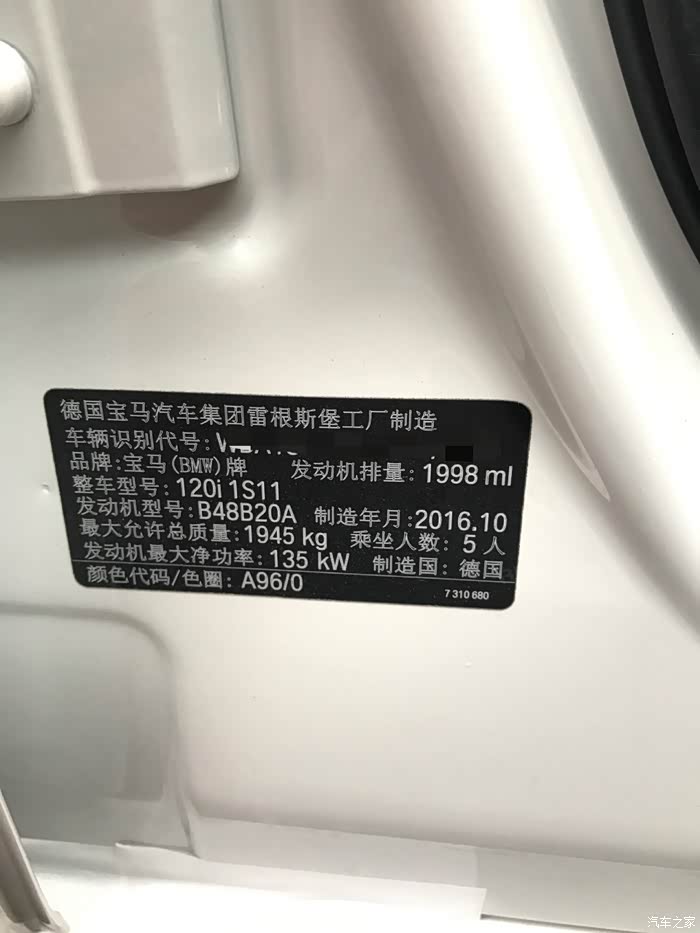 德国宝马汽车集团雷根斯堡工厂制造
车辆识别代号:
品牌:宝马(BMW)牌 发动机排量:1998 ml
整车型号:120i 1S11
发动机型号:B48B20A 制造年月:2016.10
最大允许总质量:1945 kg 乘坐人数:5 人
发动机最大净功率:135 kW 制造国:德国
颜色代码/色圈:A96/0 7 310 680
汽车之家